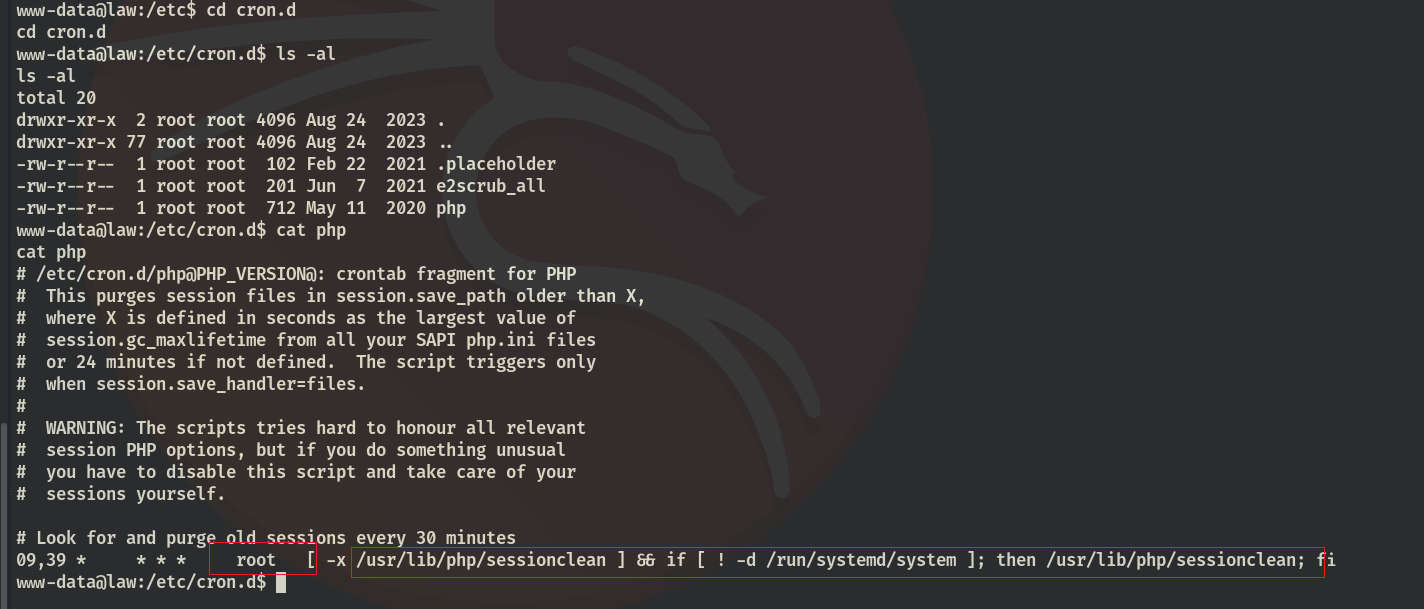 www-data@law:/etc$ cd cron.d
cd cron.d
www-data@law:/etc/cron.d$ ls -al
ls -al
total 20
drwxr-xr-x  2 root root 4096 Aug 24  2023 .
drwxr-xr-x 77 root root 4096 Aug 24  2023 ..
-rw-r--r--  1 root root  102 Feb 22  2021 .placeholder
-rw-r--r--  1 root root  201 Jun  7  2021 e2scrub_all
-rw-r--r--  1 root root  712 May 11  2020 php
www-data@law:/etc/cron.d$ cat php
cat php
# /etc/cron.d/php@PHP_VERSION@: crontab fragment for PHP
#  This purges session files in session.save_path older than X,
#  where X is defined in seconds as the largest value of
#  session.gc_maxlifetime from all your SAPI php.ini files
#  or 24 minutes if not defined.  The script triggers only
#  when session.save_handler=files.
#
#  WARNING: The scripts tries hard to honour all relevant
#  session PHP options, but if you do something unusual
#  you have to disable this script and take care of your
#  sessions yourself.
# Look for and purge old sessions every 30 minutes
09,39 *     * * *     root   [ -x /usr/lib/php/sessionclean ] && if [ ! -d /run/systemd/system ]; then /usr/lib/php/sessionclean; fi
www-data@law:/etc/cron.d$